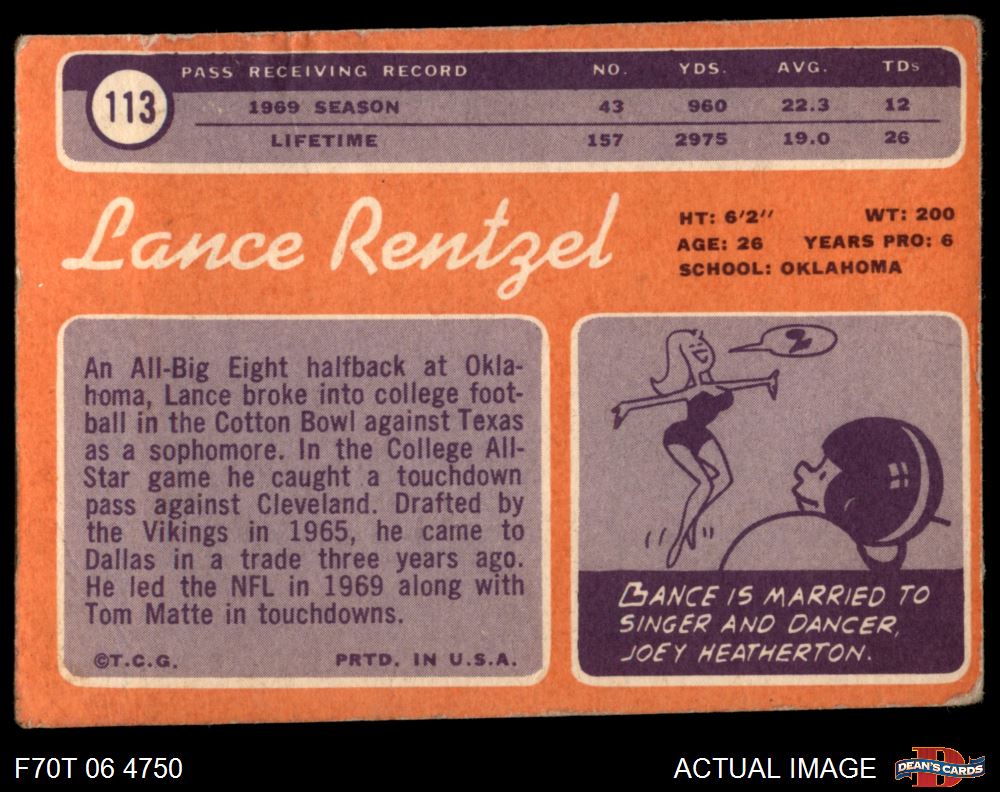 113
PASS RECEIVING RECORD NO. YDS. AVG. TDs
1969 SEASON 43 960 22.3 12
LIFETIME 157 2975 19.0 26
Lance Rentzel
HT: 6'2" WT: 200
AGE: 26 YEARS PRO: 6
SCHOOL: OKLAHOMA
An All-Big Eight halfback at Okla-
homa, Lance broke into college foot-
ball in the Cotton Bowl against Texas
as a sophomore. In the College All-
Star game he caught a touchdown
pass against Cleveland. Drafted by
the Vikings in 1965, he came to
Dallas in a trade three years ago.
He led the NFL in 1969 along with
Tom Matte in touchdowns.
©T.C.G. PRTD. IN U.S.A.
LANCE IS MARRIED TO
SINGER AND DANCER,
JOEY HEATHERTON.
F70T 06 4750
ACTUAL IMAGE
DEAN'S CARDS